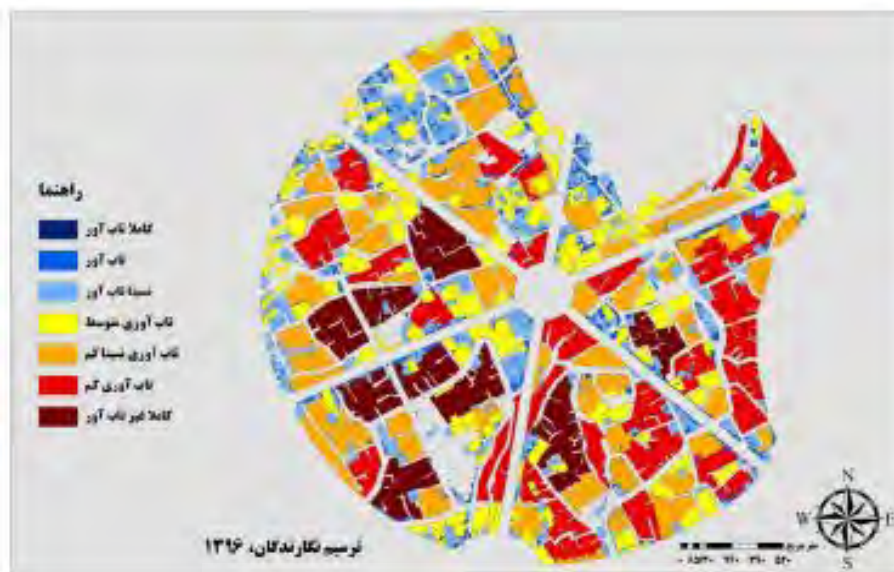 راهنما
کاملا تاب آور
تاب آور
نسبتا تاب آور
تاب آوری متوسط
تاب آوری نسبتا کم
تاب آوری کم
کاملا غیر تاب آور
ترسیم نگارندگان، ۱۳۹۶
N
W
E
S